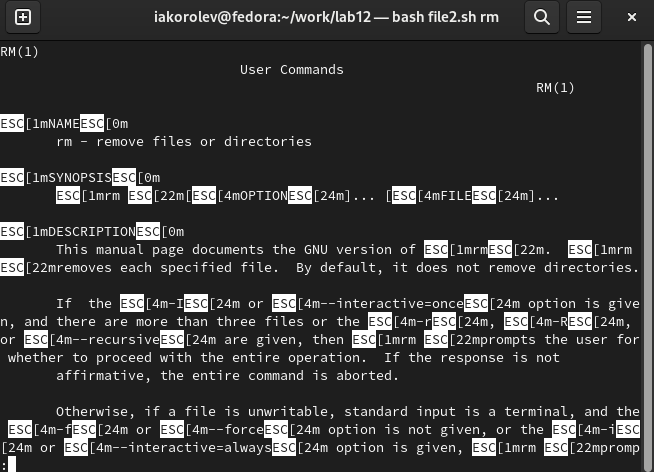 iakorolev@fedora:~/work/lab12 — bash file2.sh rm
RM(1)
User Commands
RM(1)
ESC[1mNAMEESC[0m
rm - remove files or directories
ESC[1mSYNOPSISESC[0m
ESC[1mrm ESC[22m[ESC[4mOPTIONESC[24m]... [ESC[4mFILEESC[24m]...
ESC[1mDESCRIPTIONESC[0m
This manual page documents the GNU version of ESC[1mrmESC[22m.  ESC[1mrm
ESC[22mremoves each specified file.  By default, it does not remove directories.
If  the ESC[4m-IESC[24m or ESC[4m--interactive=onceESC[24m option is give
n, and there are more than three files or the ESC[4m-rESC[24m, ESC[4m-RESC[24m,
or ESC[4m--recursiveESC[24m are given, then ESC[1mrm ESC[22mprompts the user for
whether to proceed with the entire operation.  If the response is not
affirmative, the entire command is aborted.
Otherwise, if a file is unwritable, standard input is a terminal, and the
ESC[4m-fESC[24m or ESC[4m--forceESC[24m option is not given, or the ESC[4m-iESC
[24m or ESC[4m--interactive=alwaysESC[24m option is given, ESC[1mrm ESC[22mpromp
: